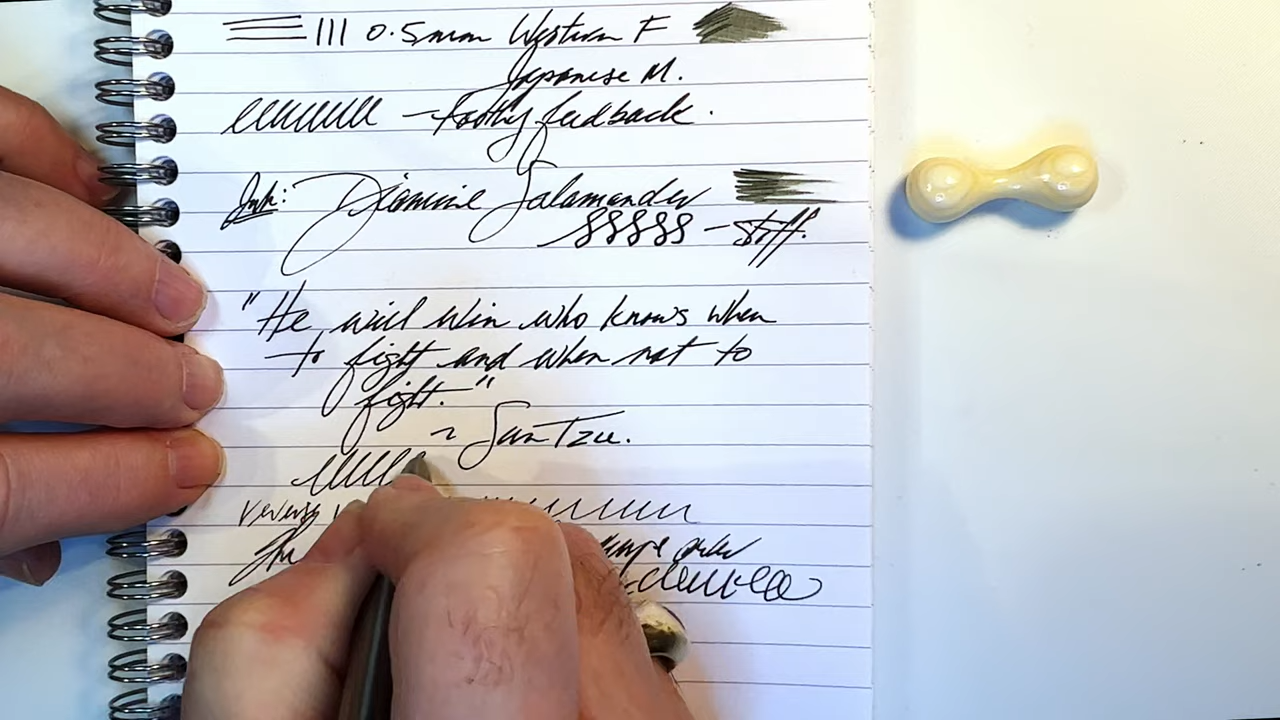 0.5mm Western F
Japanese M.
- toothy feedback.
Ink: Diamine Salamander
- stiff.
"He will win who knows when
to fight and when not to
fight."
~ Sun Tzu.
reverse